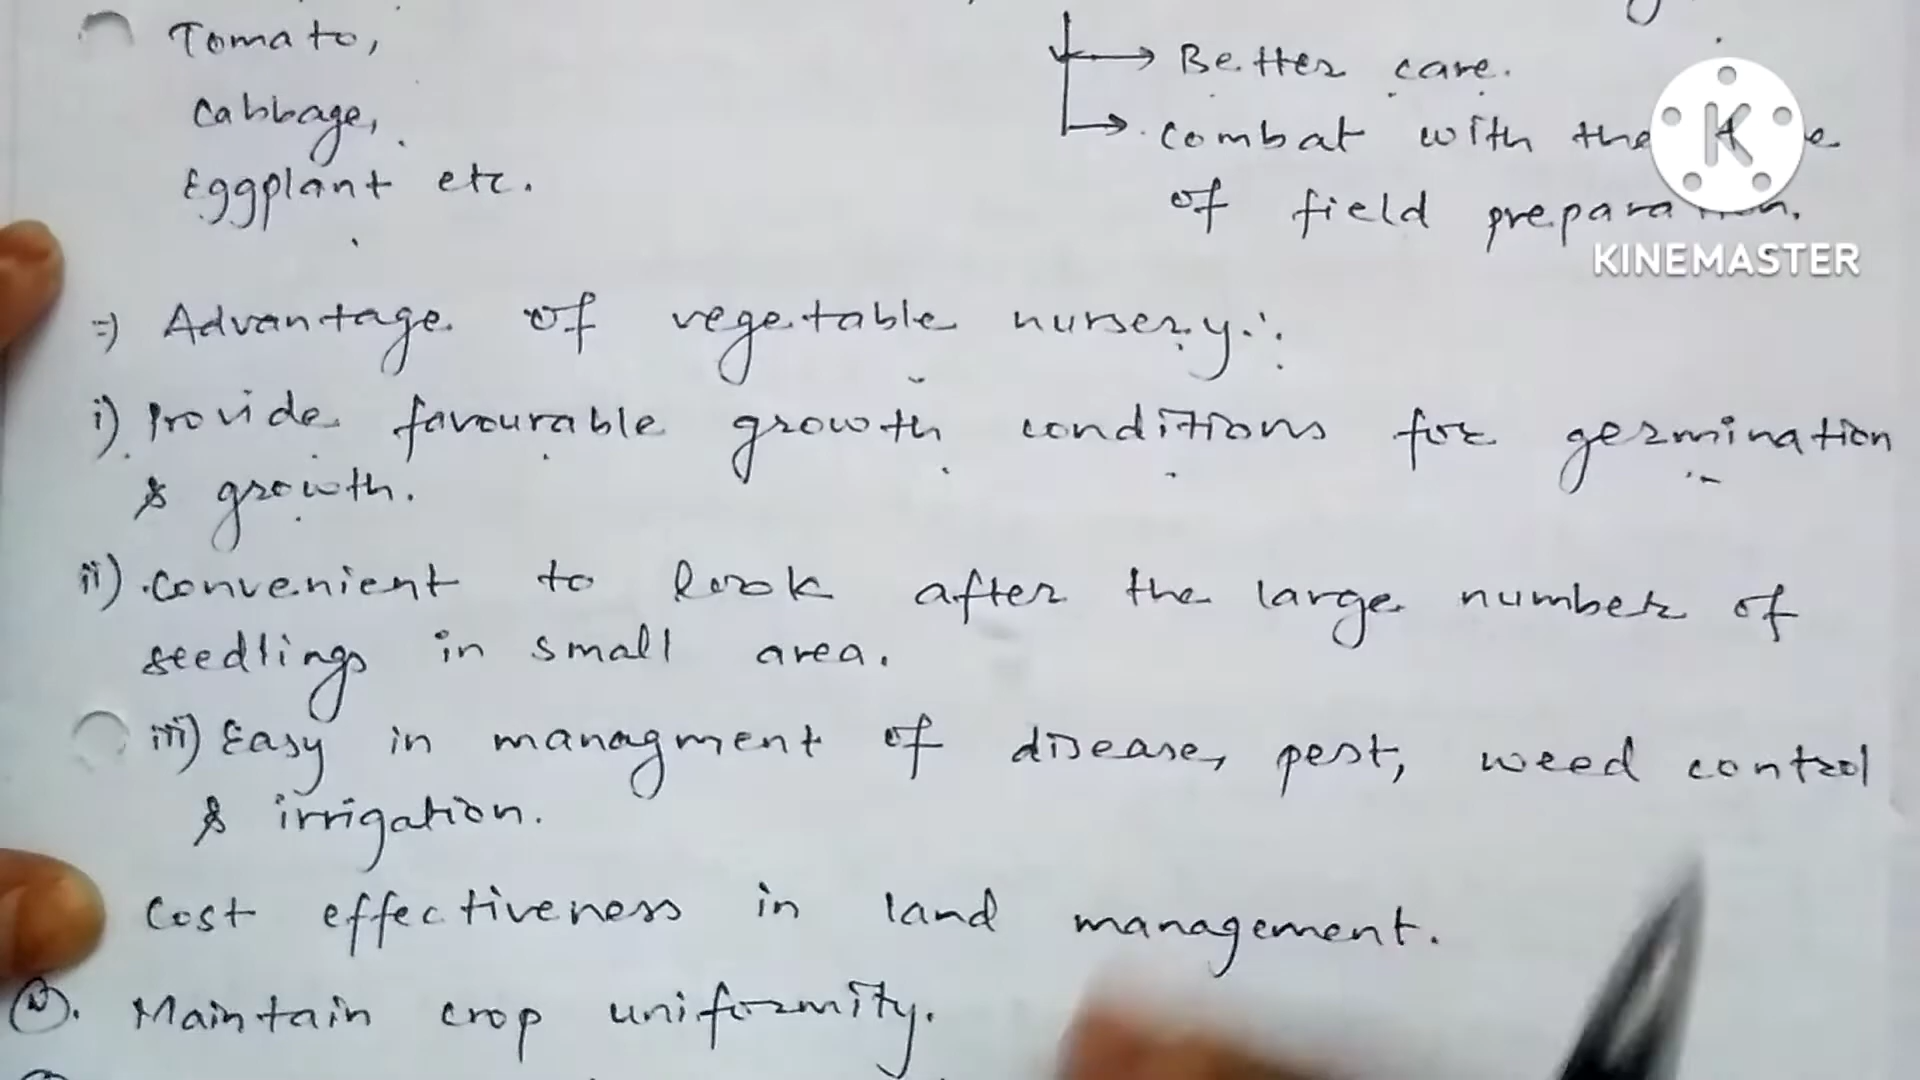 Tomato,
Cabbage,
Eggplant etc.
Better care.
combat with the
of field
KINEMASTER
=) Advantage of vegetable nursery:
i) Provide favourable growth conditions for germination
& growth.
ii) Convenient to look after the large number of
seedlings in small area.
iii) Easy in managment of disease, pest, weed control
& irrigation.
Cost effectiveness in land management.
Maintain crop uniformity.